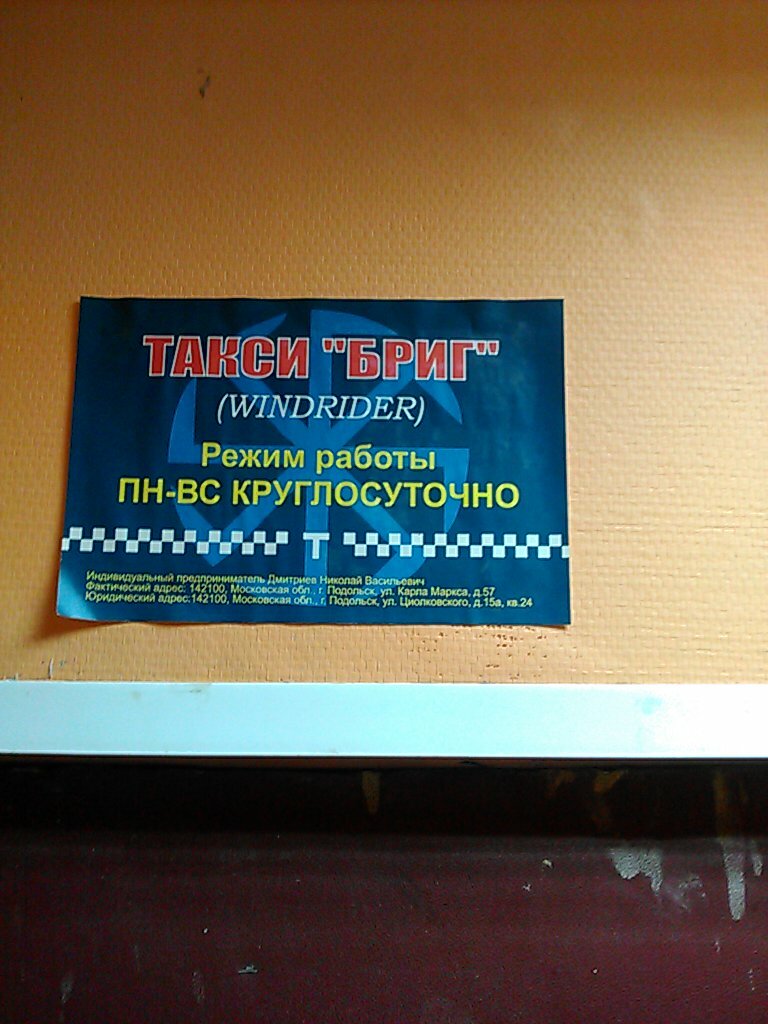 ТАКСИ "БРИГ"
(WINDRIDER)
Режим работы
ПН-ВС КРУГЛОСУТОЧНО
Т
Индивидуальный предприниматель Дмитриев Николай Васильевич
Фактический адрес: 142100, Московская обл., г. Подольск, ул. Карла Маркса, д.57
Юридический адрес:142100, Московская обл., г. Подольск, ул. Циолковского, д.15а, кв.24